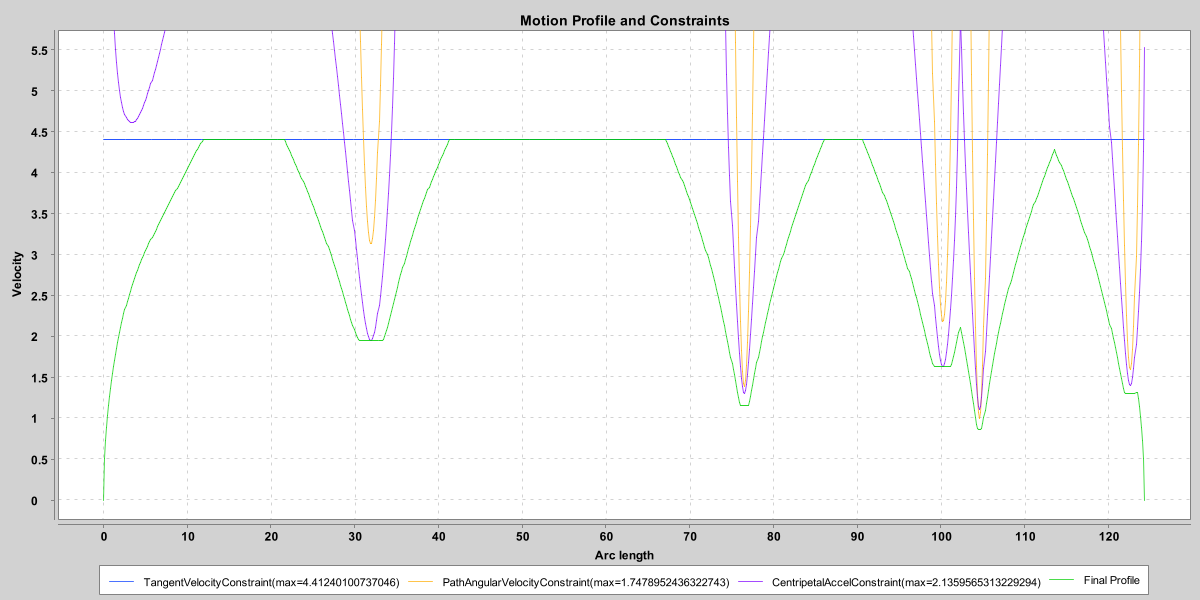 Motion Profile and Constraints
5.5
5
4.5
4
3.5
3
2.5
2
1.5
1
0.5
0
Velocity
0 10 20 30 40 50 60 70 80 90 100 110 120
Arc length
TangentVelocityConstraint(max=4.41240100737046) PathAngularVelocityConstraint(max=1.7478952436322743) CentripetalAccelConstraint(max=2.1359565313229294) Final Profile